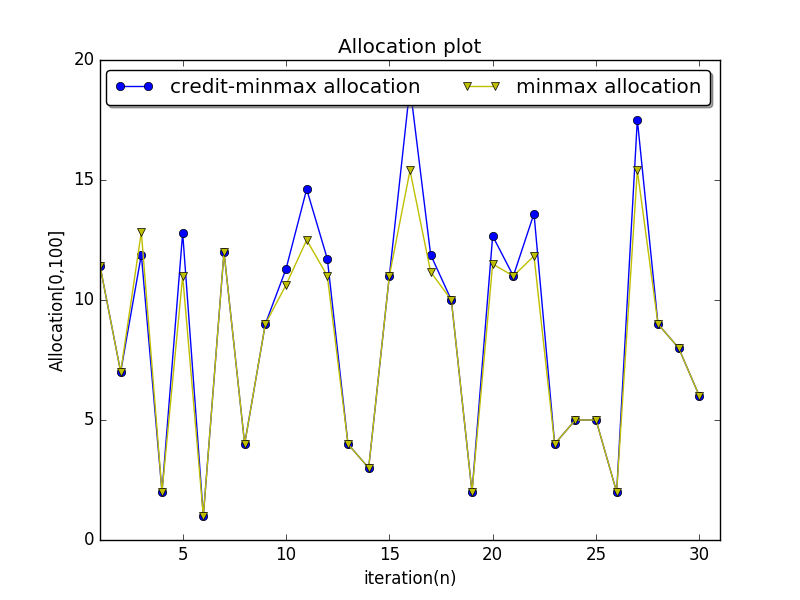 Allocation plot
credit-minmax allocation
minmax allocation
Allocation[0,100]
20
15
10
5
0
5 10 15 20 25 30
iteration(n)